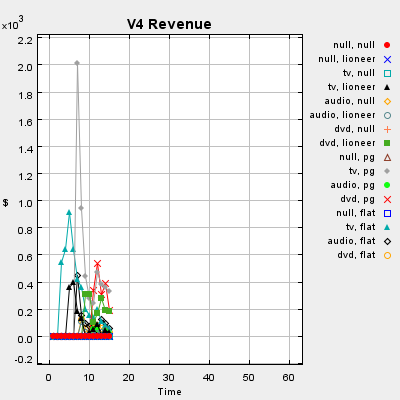 V4 Revenue
x10³
2.2
2.0
1.8
1.6
1.4
1.2
1.0
0.8
0.6
0.4
0.2
0.0
-0.2
$
0 10 20 30 40 50 60
Time
null, null
null, lioneer
tv, null
tv, lioneer
audio, null
audio, lioneer
dvd, null
dvd, lioneer
null, pg
tv, pg
audio, pg
dvd, pg
null, flat
tv, flat
audio, flat
dvd, flat